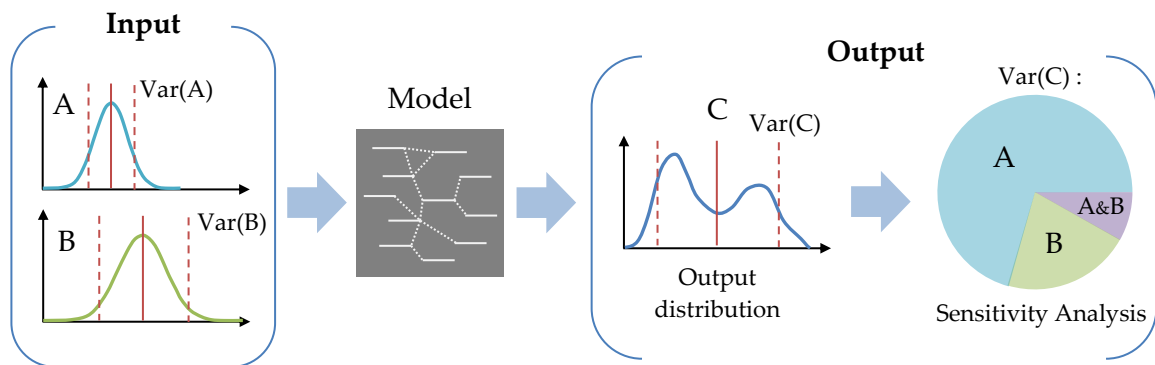 Input
A
Var(A)
B
Var(B)
Model
Output
C
Var(C)
Output
distribution
Var(C) :
A
A&B
B
Sensitivity Analysis